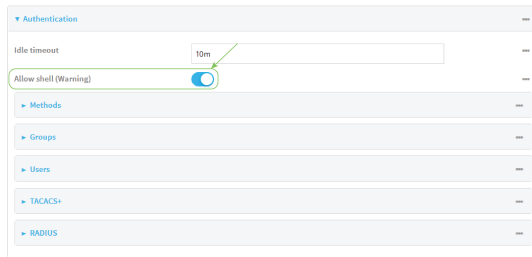 Authentication
Idle timeout
10m
Allow shell (Warning)
Methods
Groups
Users
TACACS+
RADIUS